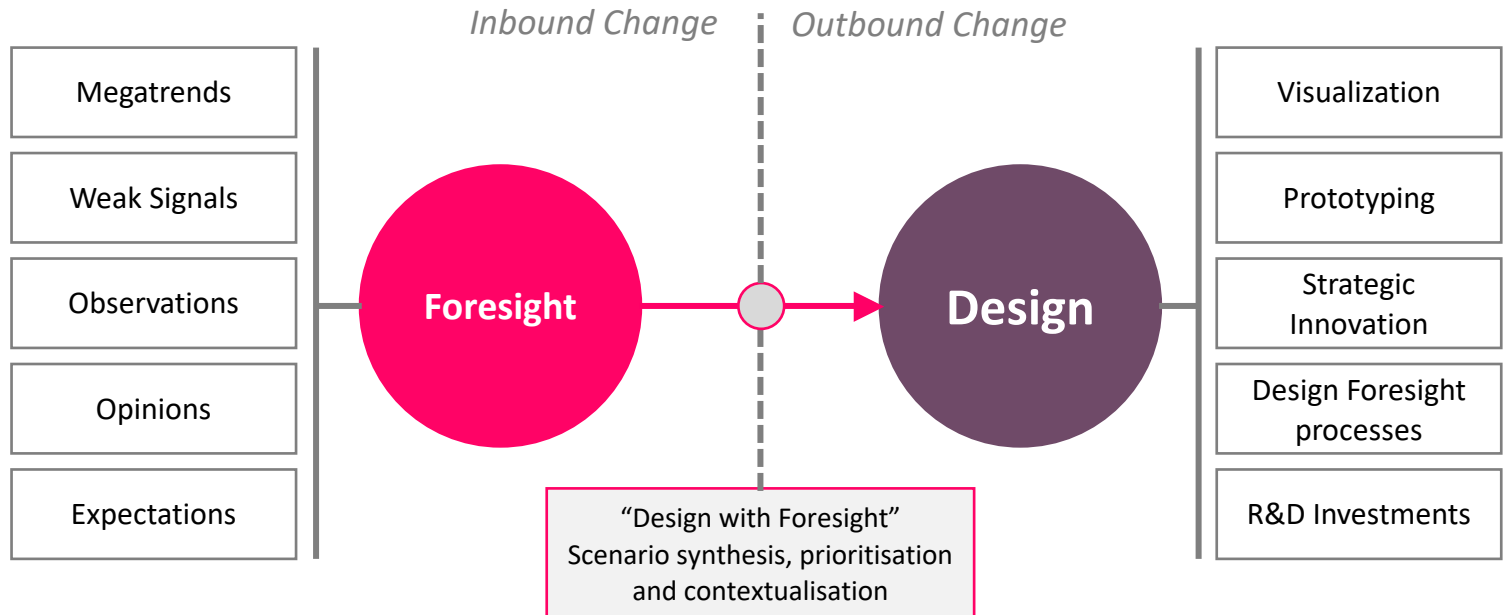 Inbound Change
Outbound Change
Megatrends
Weak Signals
Observations
Opinions
Expectations
Foresight
Design
“Design with Foresight”
Scenario synthesis, prioritisation
and contextualisation
Visualization
Prototyping
Strategic
Innovation
Design Foresight
processes
R&D Investments